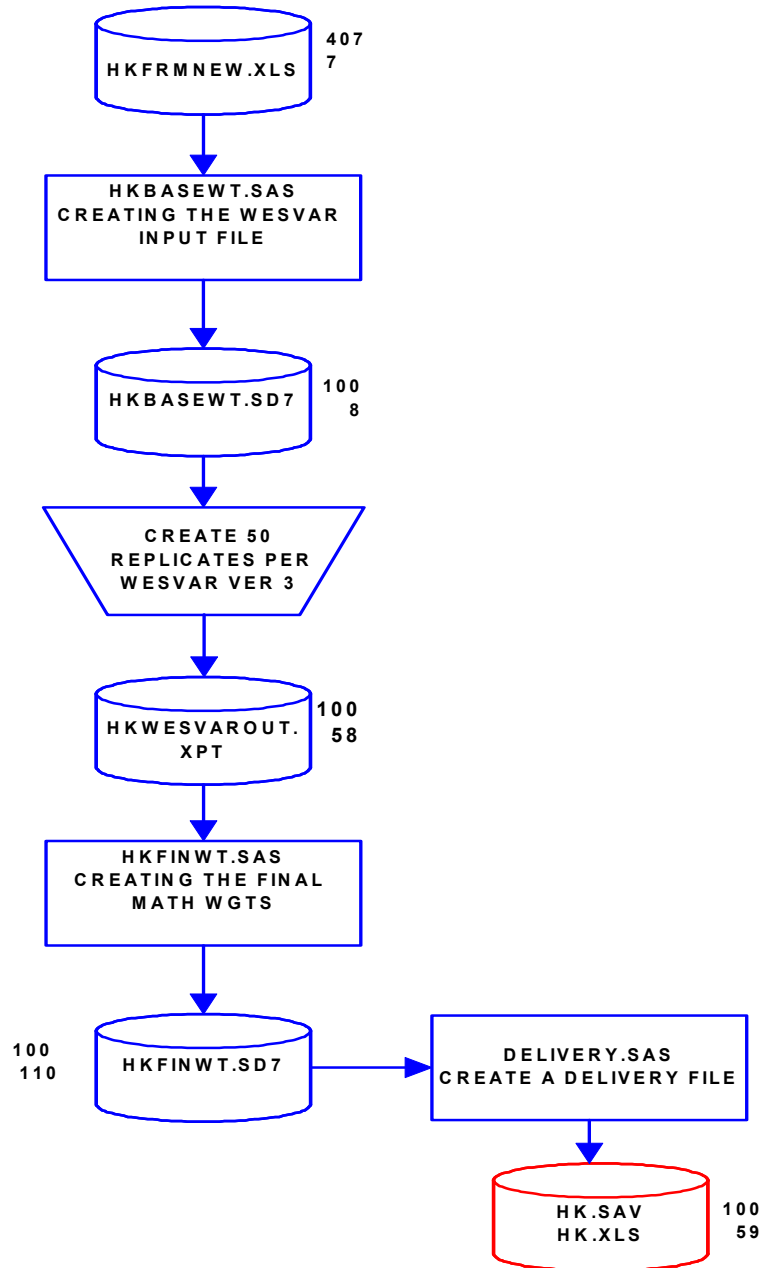 HKFRMNEW.XLS
407
7
HKBASEWT.SAS
CREATING THE WESVAR
INPUT FILE
HKBASEWT.SD7
100
8
CREATE 50
REPLICATES PER
WESVAR VER 3
HKWESVAROUT.
XPT
100
58
HKFINWT.SAS
CREATING THE FINAL
MATH WGTS
100
110
HKFINWT.SD7
DELIVERY.SAS
CREATE A DELIVERY FILE
HK.SAV
HK.XLS
100
59